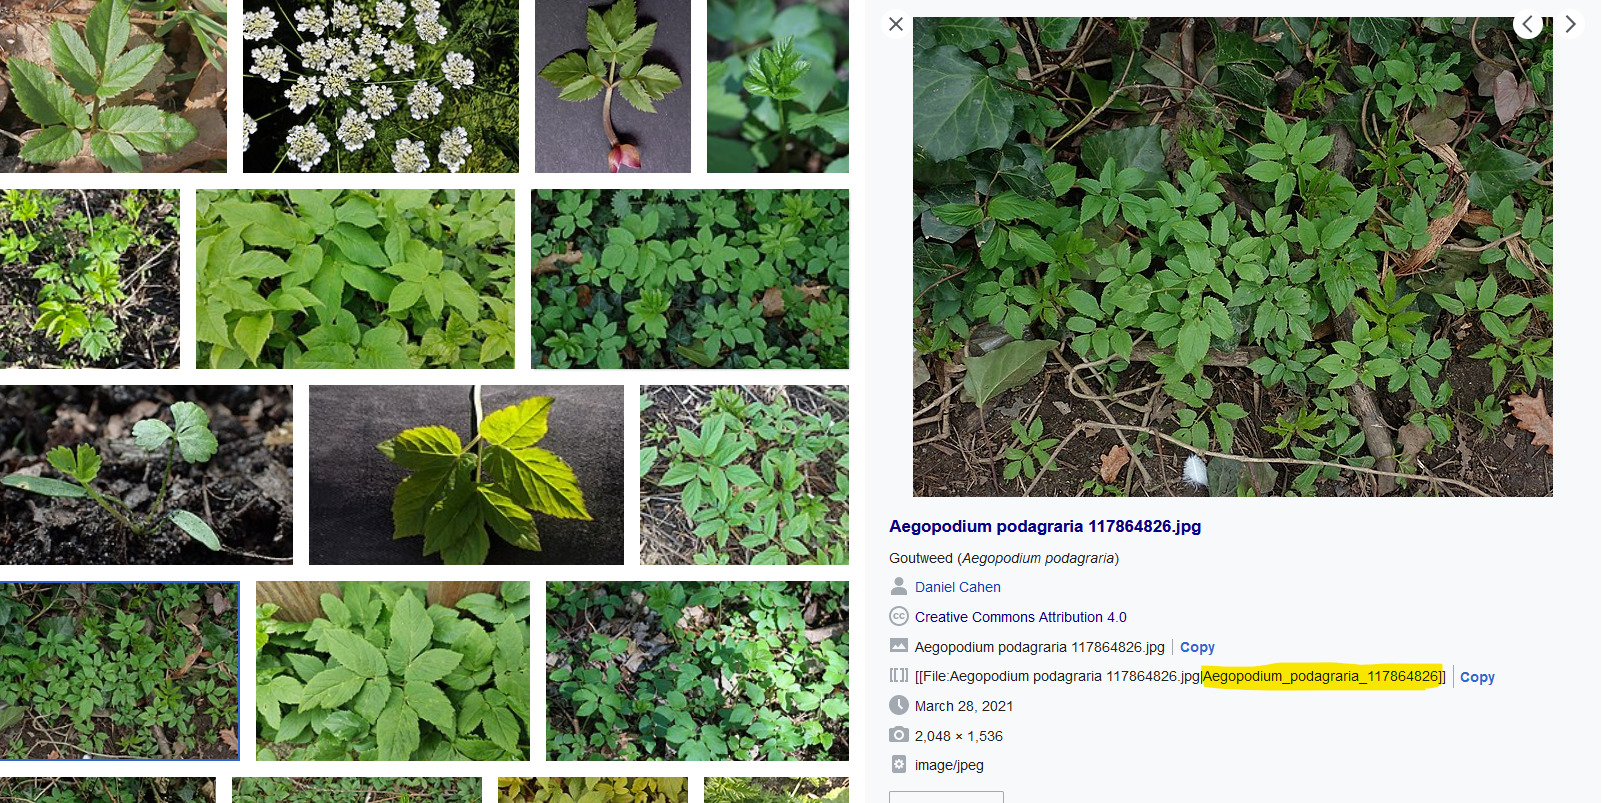 Aegopodium podagraria 117864826.jpg
Goutweed (Aegopodium podagraria)
Daniel Cahen
cc Creative Commons Attribution 4.0
Aegopodium podagraria 117864826.jpg Copy
[[File:Aegopodium podagraria 117864826.jpg|Aegopodium_podagraria_117864826]] Copy
March 28, 2021
2,048 × 1,536
image/jpeg